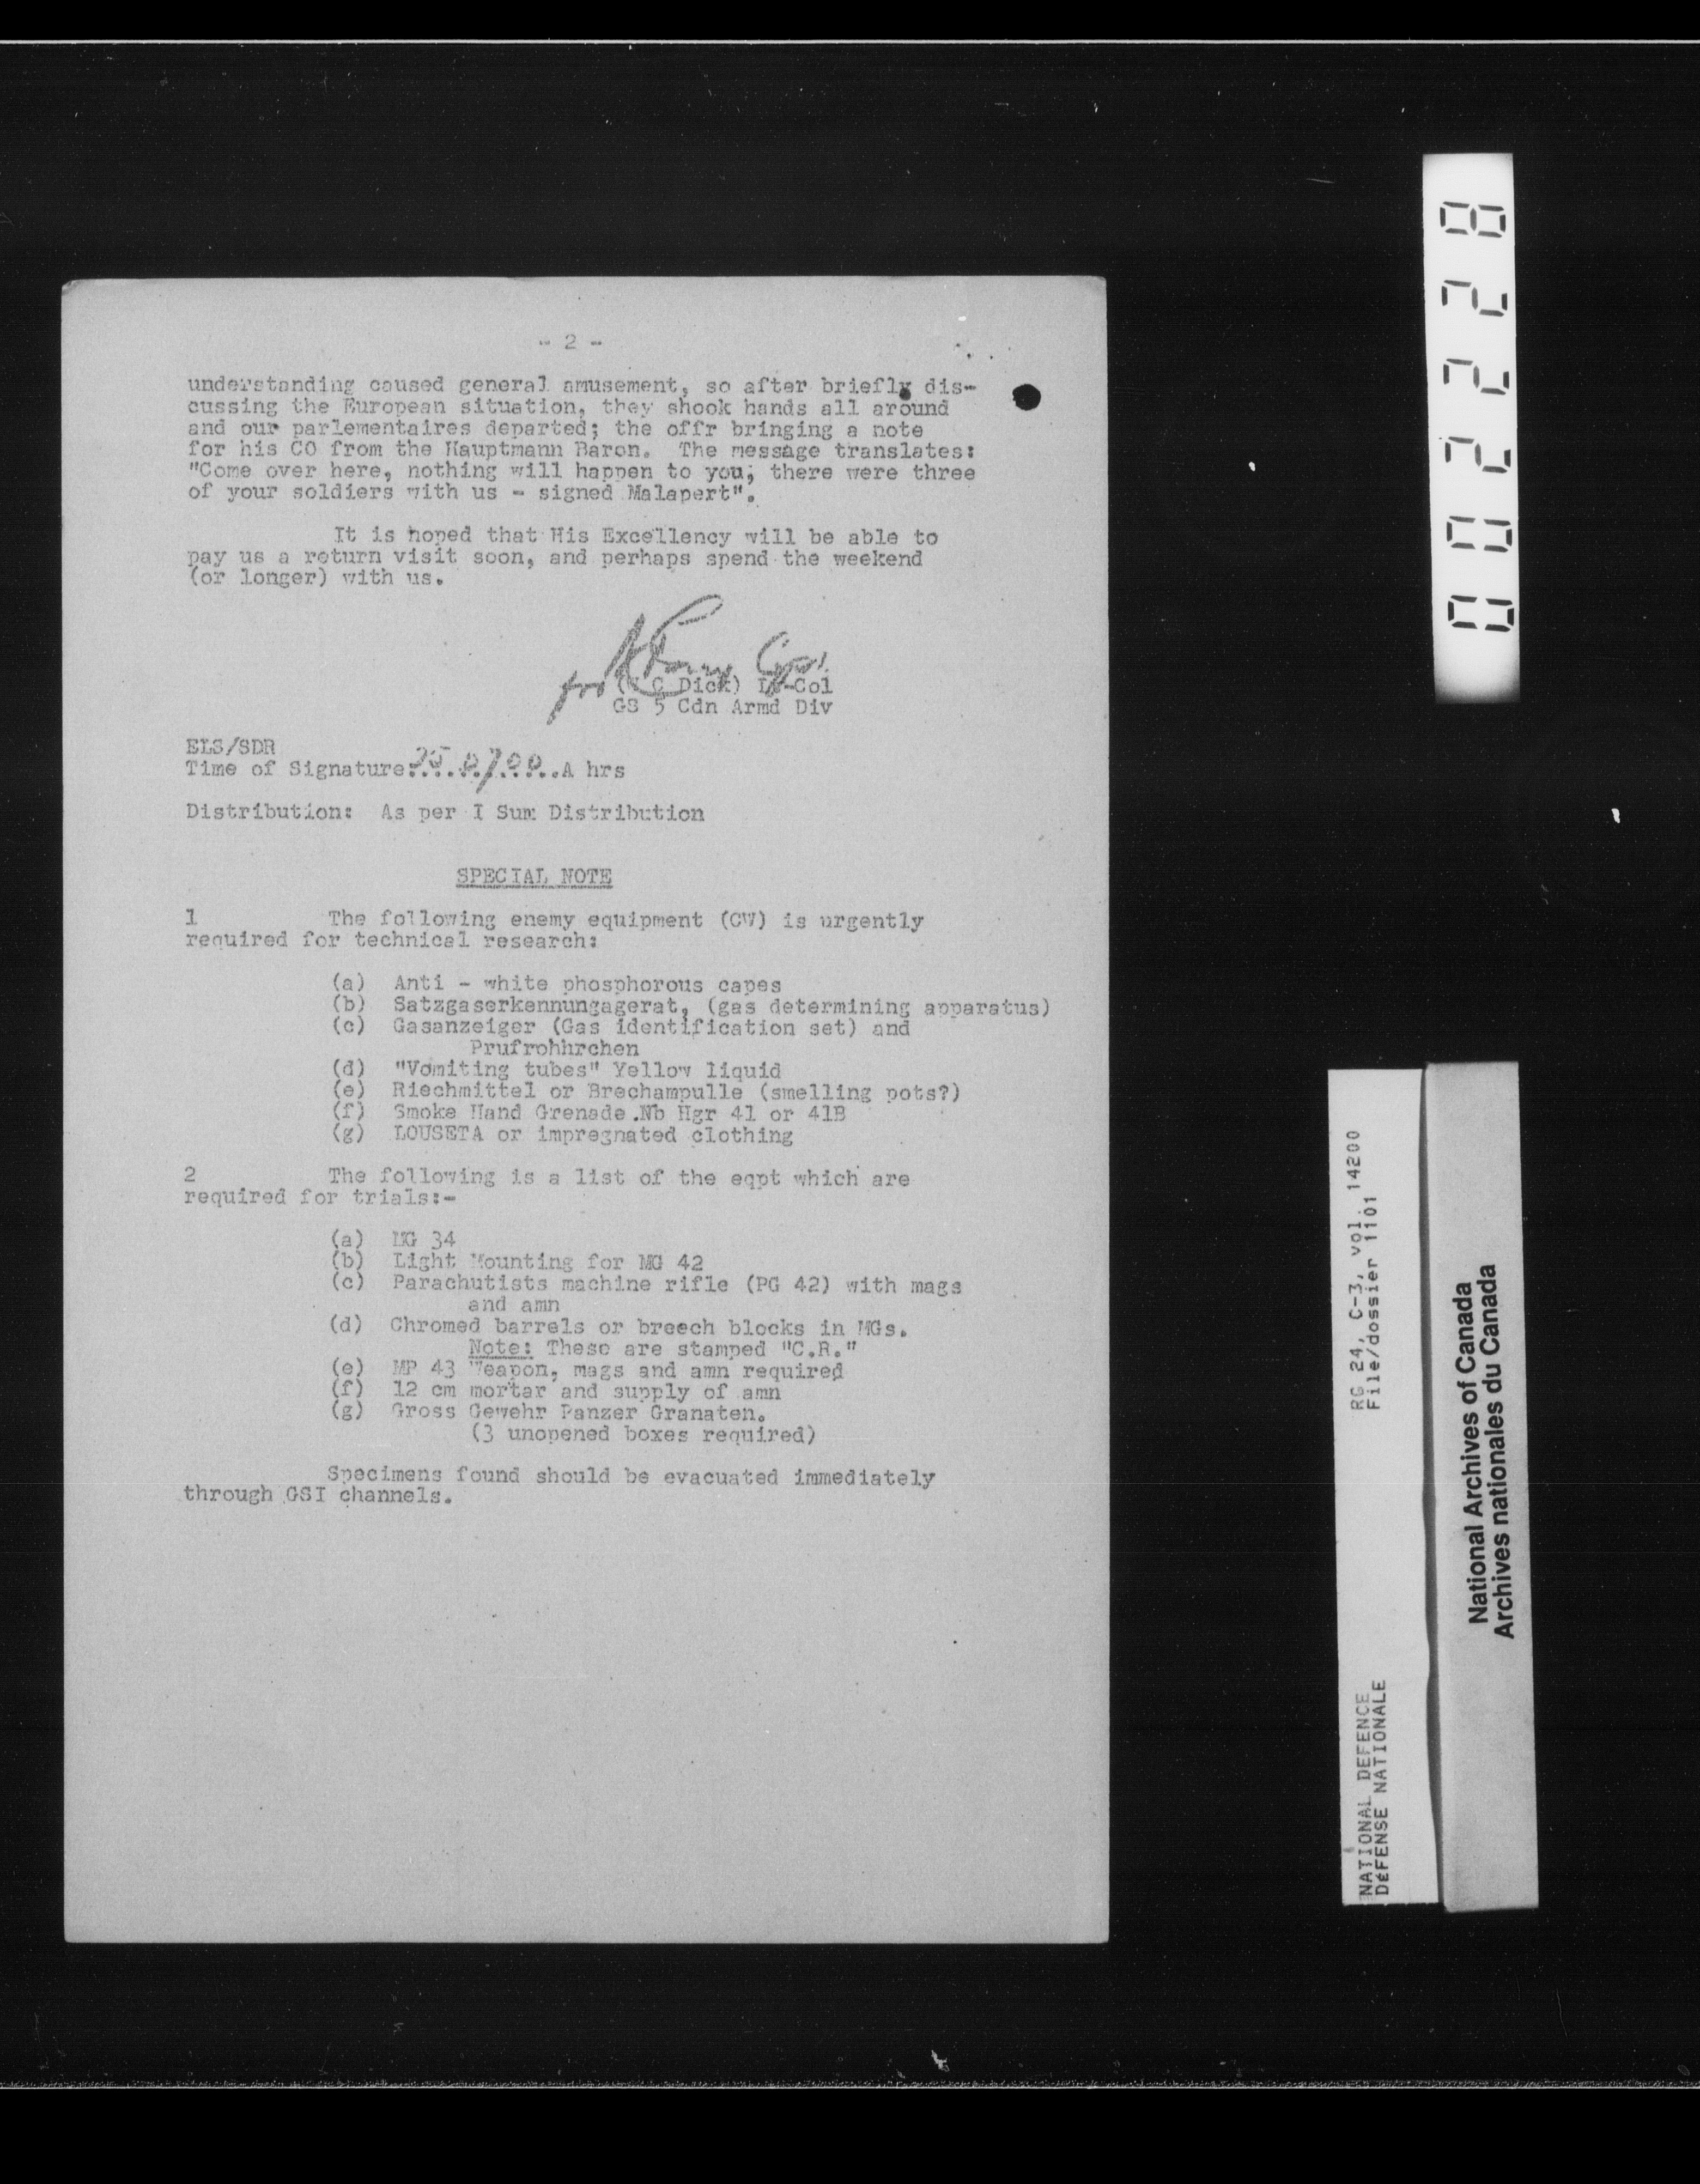 - 2 -
understanding caused general amusement, so after briefly dis-
cussing the European situation, they shook hands all around
and our parlementaires departed; the offr bringing a note
for his CO from the Hauptmann Baron.  The message translates:
"Come over here, nothing will happen to you; there were three
of your soldiers with us - signed Malapert".
It is hoped that His Excellency will be able to
pay us a return visit soon, and perhaps spend the weekend
(or longer) with us.
for
( C Dick) Lt-Col
GS 5 Cdn Armd Div
ELS/SDR
Time of Signature: 25 0700 A hrs
Distribution:  As per I Sum Distribution
SPECIAL NOTE
1 The following enemy equipment (CW) is urgently
required for technical research:
(a) Anti - white phosphorous capes
(b) Satzgaserkennungagerat, (gas determining apparatus)
(c) Gasanzeiger (Gas identification set) and
Prufrohhrchen
(d) "Vomiting tubes" Yellow liquid
(e) Riechmittel or Brechampulle (smelling pots?)
(f) Smoke Hand Grenade.Nb Hgr 41 or 41B
(g) LOUSETA or impregnated clothing
2 The following is a list of the eqpt which are
required for trials:-
(a) MG 34
(b) Light Mounting for MG 42
(c) Parachutists machine rifle (PG 42) with mags
and amn
(d) Chromed barrels or breech blocks in MGs.
Note: These are stamped "C.R."
(e) MP 43 Weapon, mags and amn required
(f) 12 cm mortar and supply of amn
(g) Gross Gewehr Panzer Granaten.
(3 unopened boxes required)
Specimens found should be evacuated immediately
through GSI channels.
00228
RG 24, C-3, vol. 14200
File/dossier 1101
NATIONAL DEFENCE
DÉFENSE NATIONALE
National Archives of Canada
Archives nationales du Canada